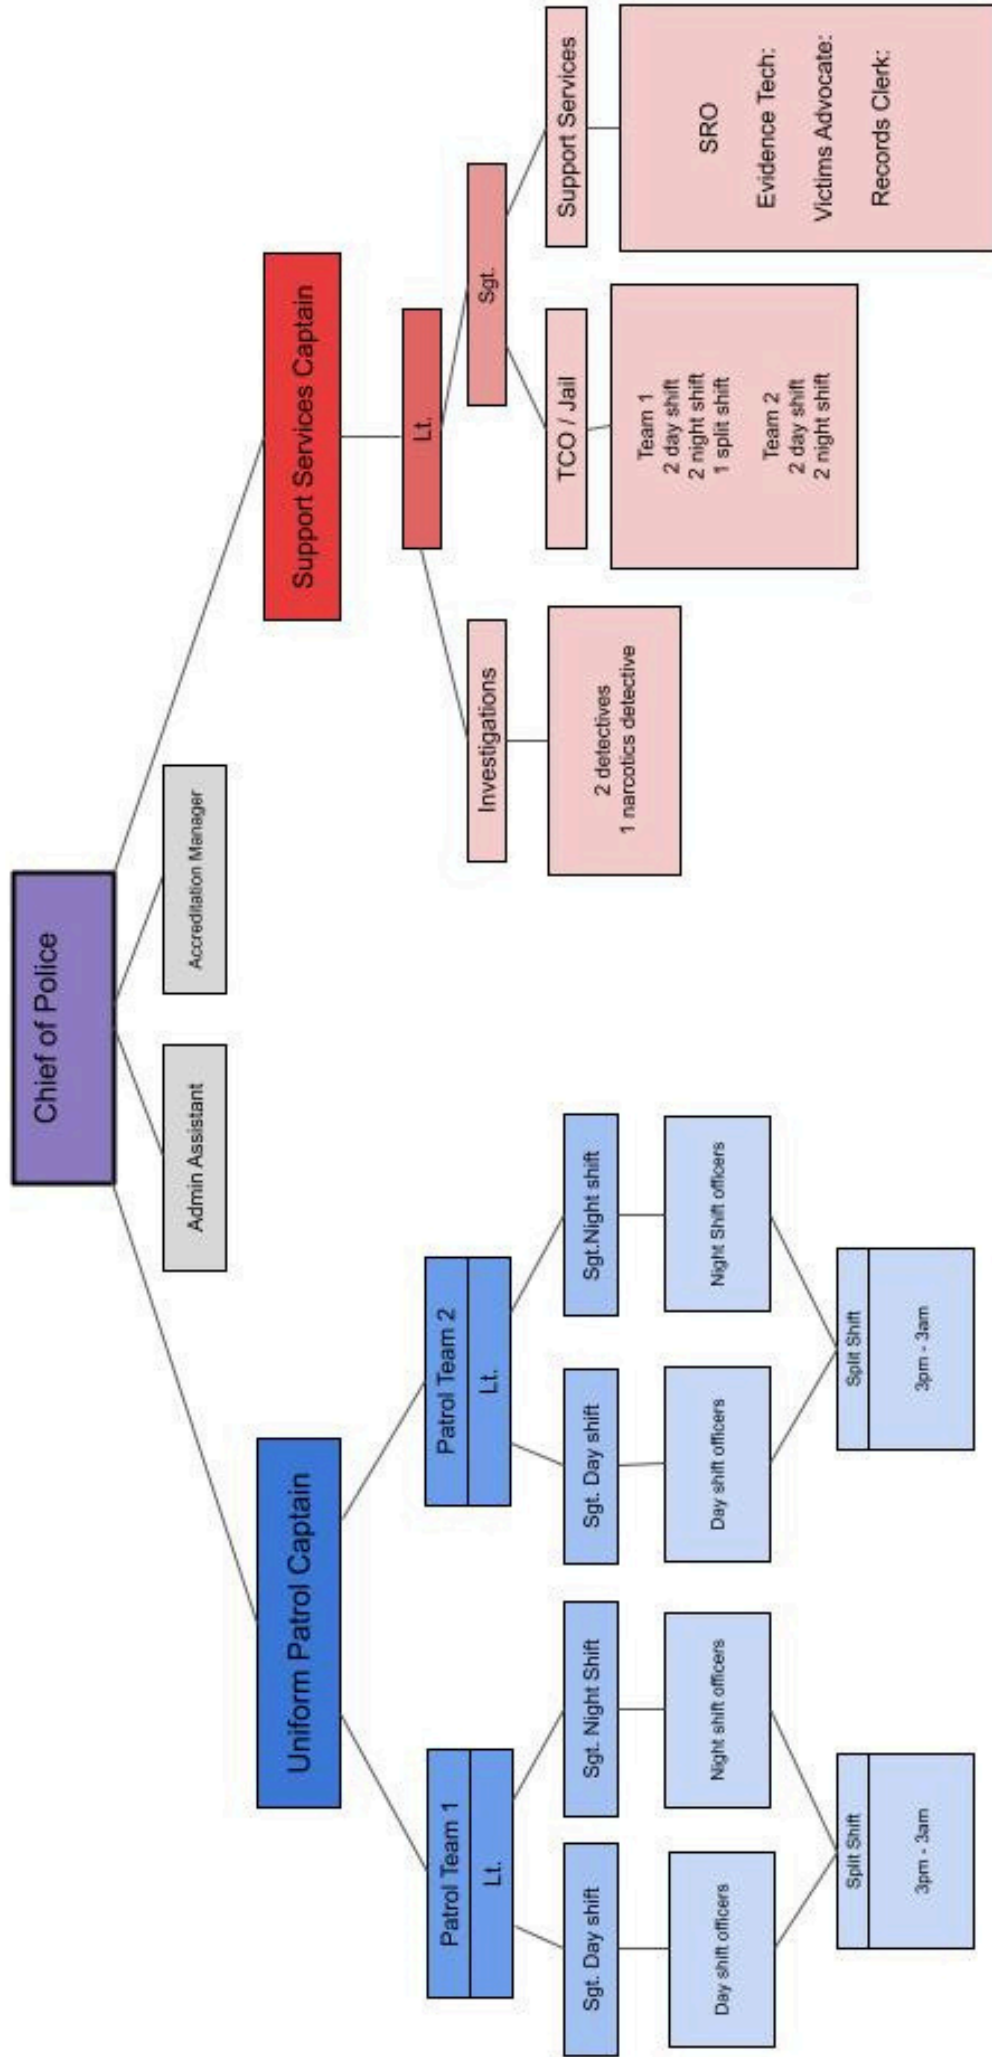 Chief of Police
Admin Assistant
Accreditation Manager
Uniform Patrol Captain
Support Services Captain
Patrol Team 1
Lt.
Patrol Team 2
Lt.
Lt.
Sgt. Day shift
Sgt. Night Shift
Sgt. Day shift
Sgt.Night shift
Investigations
Sgt.
TCO / Jail
Support Services
Day shift officers
Night shift officers
Day shift officers
Night Shift officers
2 detectives
1 narcotics detective
Team 1
2 day shift
2 night shift
1 split shift
Team 2
2 day shift
2 night shift
SRO
Evidence Tech:
Victims Advocate:
Records Clerk:
Split Shift
3pm - 3am
Split Shift
3pm - 3am